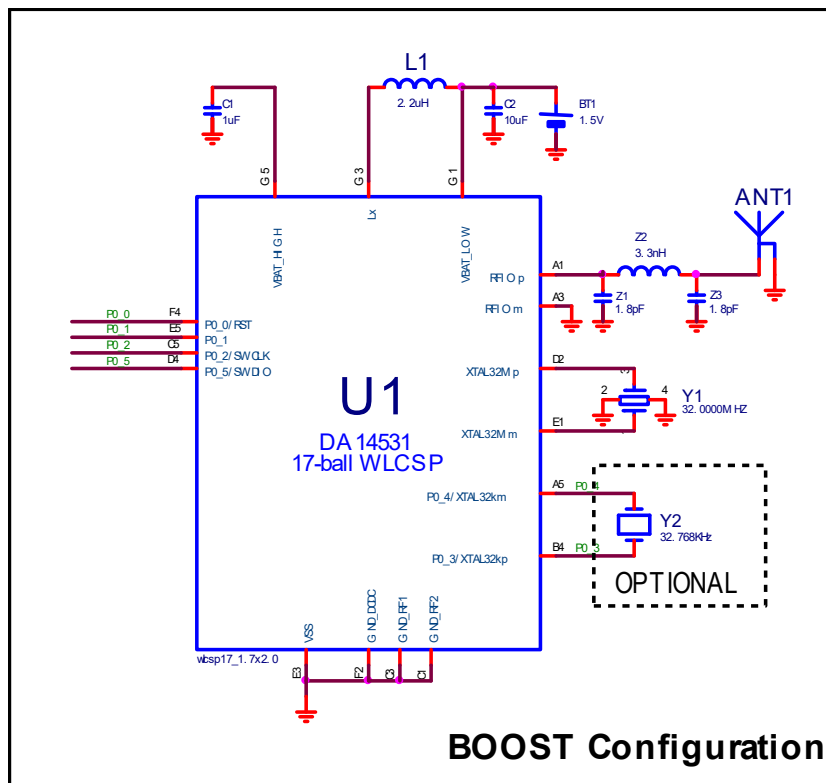 L1
2.2uH
C1
1uF
C2
10uF
BT1
1.5V
G5
G3
G1
VBAT_HIGH
Lx
VBAT_LOW
ANT1
Z2
3.3nH
A1
RFIOp
Z1
1.8pF
Z3
1.8pF
A3
RFIOm
P0_0
F4
P0_0/RST
P0_1
E5
P0_1
P0_2
C5
P0_2/SWCLK
P0_5
D4
P0_5/SWDIO
D2
XTAL32Mp
3
2
4
Y1
32.0000MHZ
E1
XTAL32Mm
U1
DA14531
17-ball WLCSP
A5
P0_4
P0_4/XTAL32km
Y2
32.768KHz
B4
P0_3
P0_3/XTAL32kp
OPTIONAL
VSS
GND_DCDC
GND_RF1
GND_RF2
wlcsp17_1.7x2.0
E3
F2
C3
C1
BOOST Configuration